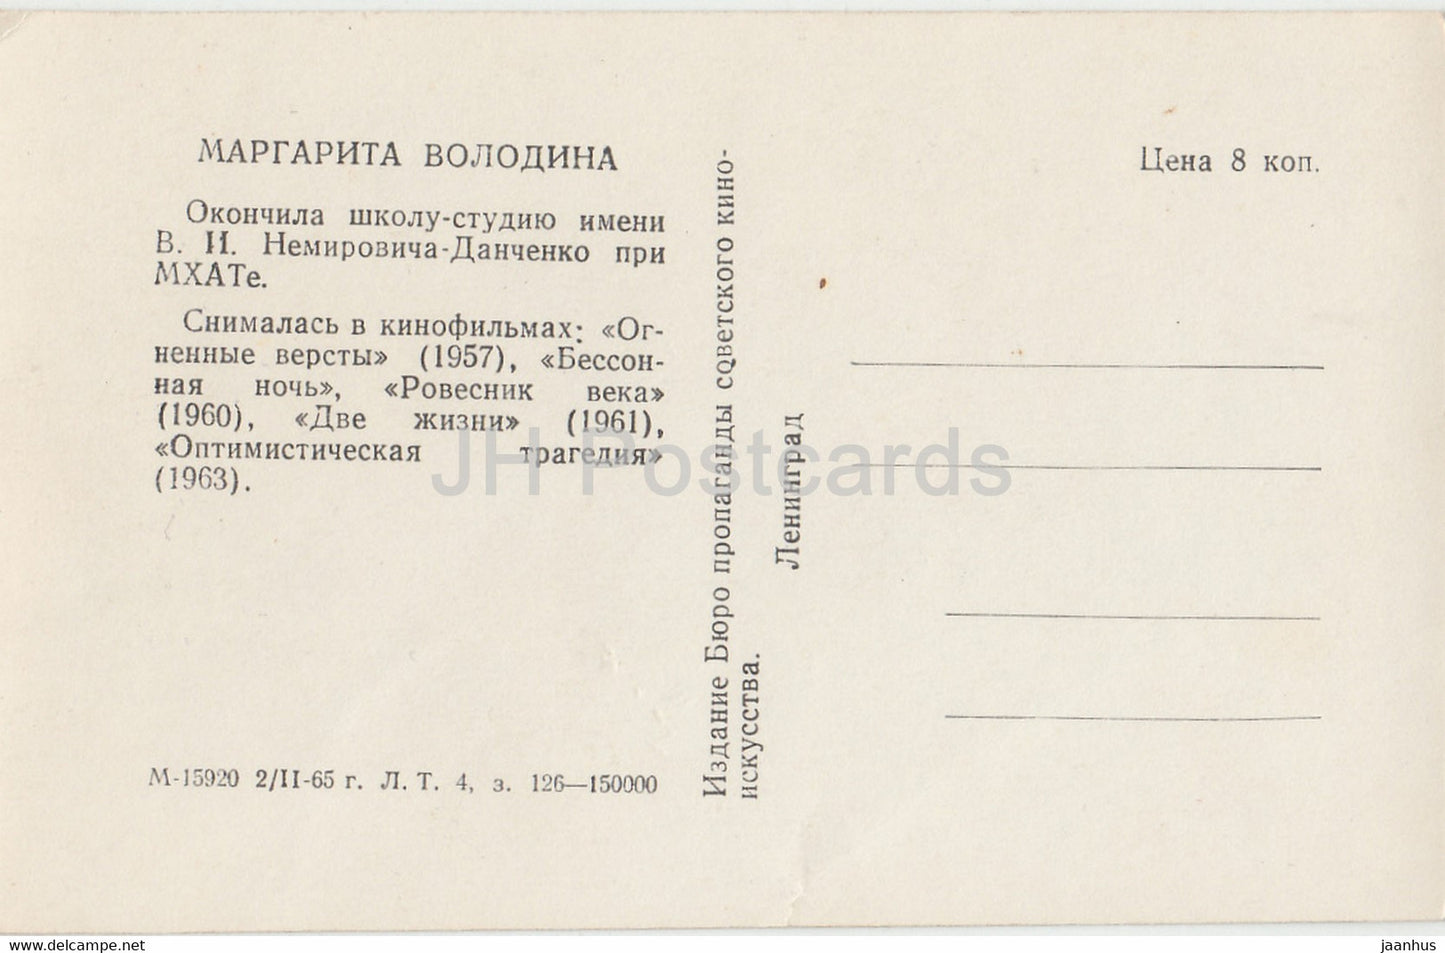 МАРГАРИТА ВОЛОДИНА
Окончила школу-студию имени
В. И. Немировича-Данченко при
МХАТе.
Снималась в кинофильмах: «Ог-
ненные версты» (1957), «Бессон-
ная ночь», «Ровесник века»
(1960), «Две жизни» (1961),
«Оптимистическая трагедия»
(1963).
М-15920 2/II-65 г. Л. Т. 4, з. 126—150000
Издание Бюро пропаганды советского кино-
искусства.
Ленинград
Цена 8 коп.
JH Postcards
https://www.delcampe.net
jaanhus